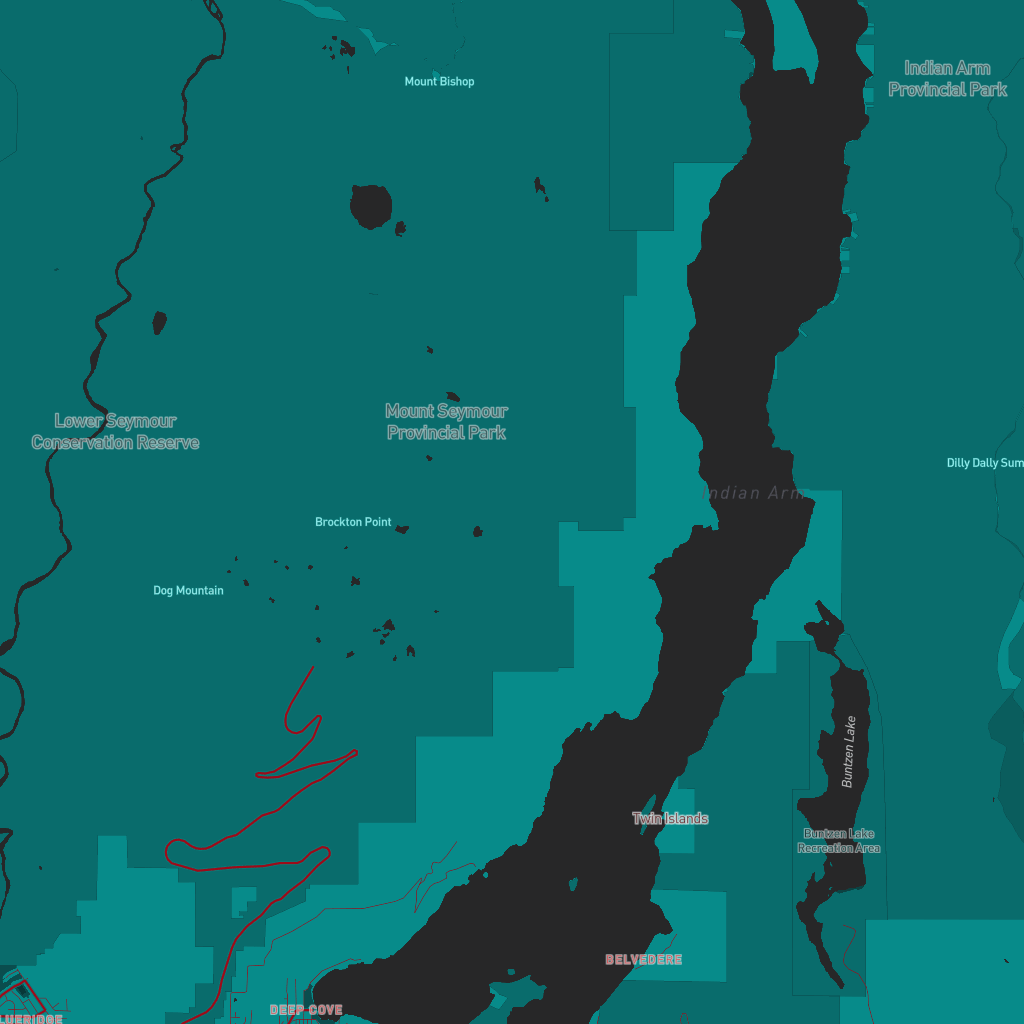 Indian Arm
Provincial Park
Mount Bishop
Lower Seymour
Conservation Reserve
Mount Seymour
Provincial Park
Dilly Dally Sum
Indian Arm
Brockton Point
Dog Mountain
Buntzen Lake
Twin Islands
Buntzen Lake
Recreation Area
BELVEDERE
DEEP COVE
LUERIDGE